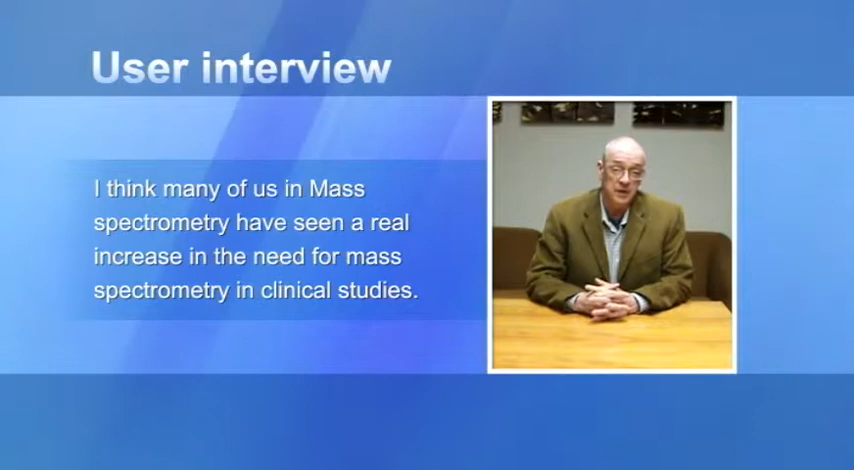 User interview
I think many of us in Mass
spectrometry have seen a real
increase in the need for mass
spectrometry in clinical studies.